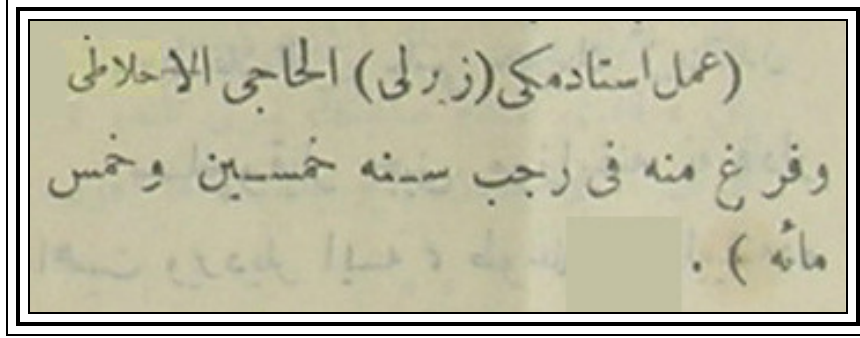 (عمل استادمکی (زبرلی) الحاجی الاخلاطی
وفرغ منه فی رجب سنه خمسین وخمس
مائه) .